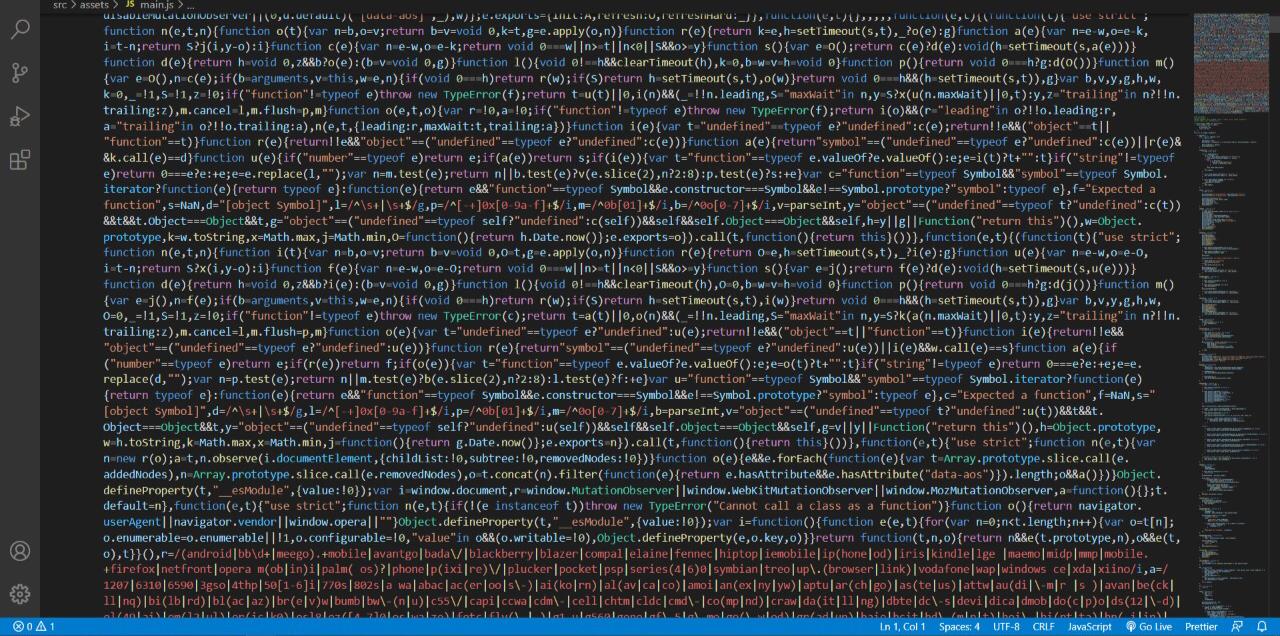 src > assets > JS main.js > ...
disableMutationObserver||(0,u.default)("[data-aos]",_),w)};e.exports={init:A,refresh:O,refreshHard:_}},
function n(e,t,n){function o(t){var n=b,o=v;return b=v=void 0,k=t,g=e.apply(o,n)}function r(e){return k=e,h=setTimeout(s,t),_?o(e):g}function a(e){var n=e-w,o=e-k,
i=t-n;return S?j(i,y-o):i}function c(e){var n=e-w,o=e-k;return void 0===w||n>=t||n<0||S&&o>=y}function s(){var e=O();return c(e)?d(e):void(h=setTimeout(s,a(e)))}
function d(e){return h=void 0,z&&b?o(e):(b=v=void 0,g)}function l(){void 0!==h&&clearTimeout(h),k=0,b=w=v=h=void 0}function p(){return void 0===h?g:d(O())}function m()
{var e=O(),n=c(e);if(b=arguments,v=this,w=e,n){if(void 0===h)return r(w);if(S)return h=setTimeout(s,t),o(w)}return void 0===h&&(h=setTimeout(s,t)),g}var b,v,y,g,h,w,
k=0,_=!1,S=!1,z=!0;if("function"!=typeof e)throw new TypeError(f);return t=u(t)||0,i(n)&&(_=!!n.leading,S="maxWait"in n,y=S?x(u(n.maxWait)||0,t):y,z="trailing"in n?!!n.
trailing:z),m.cancel=l,m.flush=p,m}function o(e,t,o){var r=!0,a=!0;if("function"!=typeof e)throw new TypeError(f);return i(o)&&(r="leading"in o?!!o.leading:r,
a="trailing"in o?!!o.trailing:a),n(e,t,{leading:r,maxWait:t,trailing:a})}function i(e){var t="undefined"==typeof e?"undefined":c(e);return!!e&&("object"==t||
"function"==t)}function r(e){return!!e&&"object"==("undefined"==typeof e?"undefined":c(e))}function a(e){return"symbol"==("undefined"==typeof e?"undefined":c(e))||r(e)&
&k.call(e)==d}function u(e){if("number"==typeof e)return e;if(a(e))return s;if(i(e)){var t="function"==typeof e.valueOf?e.valueOf():e;e=i(t)?t+"":t}if("string"!=typeof
e)return 0===e?e:+e;e=e.replace(l,"");var n=m.test(e);return n||b.test(e)?v(e.slice(2),n?2:8):p.test(e)?s:+e}var c="function"==typeof Symbol&&"symbol"==typeof Symbol.
iterator?function(e){return typeof e}:function(e){return e&&"function"==typeof Symbol&&e.constructor===Symbol&&e!==Symbol.prototype?"symbol":typeof e},f="Expected a
function",s=NaN,d="[object Symbol]",l=/^\s+|\s+$/g,p=/^[-+]0x[0-9a-f]+$/i,m=/^0b[01]+$/i,b=/^0o[0-7]+$/i,v=parseInt,y="object"==("undefined"==typeof t?"undefined":c(t))
&&t&&t.Object===Object&&t,g="object"==("undefined"==typeof self?"undefined":c(self))&&self&&self.Object===Object&&self,h=y||g||Function("return this")(),w=Object.
prototype,k=w.toString,x=Math.max,j=Math.min,O=function(){return h.Date.now()};e.exports=o}).call(t,function(){return this}())},function(e,t){(function(t){"use strict";
function n(e,t,n){function i(t){var n=b,o=v;return b=v=void 0,O=t,g=e.apply(o,n)}function r(e){return O=e,h=setTimeout(s,t),_?i(e):g}function u(e){var n=e-w,o=e-O,
i=t-n;return S?x(i,y-o):i}function f(e){var n=e-w,o=e-O;return void 0===w||n>=t||n<0||S&&o>=y}function s(){var e=j();return f(e)?d(e):void(h=setTimeout(s,u(e)))}
function d(e){return h=void 0,z&&b?i(e):(b=v=void 0,g)}function l(){void 0!==h&&clearTimeout(h),O=0,b=w=v=h=void 0}function p(){return void 0===h?g:d(j())}function m()
{var e=j(),n=f(e);if(b=arguments,v=this,w=e,n){if(void 0===h)return r(w);if(S)return h=setTimeout(s,t),i(w)}return void 0===h&&(h=setTimeout(s,t)),g}var b,v,y,g,h,w,
O=0,_=!1,S=!1,z=!0;if("function"!=typeof e)throw new TypeError(c);return t=a(t)||0,o(n)&&(_=!!n.leading,S="maxWait"in n,y=S?k(a(n.maxWait)||0,t):y,z="trailing"in n?!!n.
trailing:z),m.cancel=l,m.flush=p,m}function o(e){var t="undefined"==typeof e?"undefined":u(e);return!!e&&("object"==t||"function"==t)}function i(e){return!!e&&
"object"==("undefined"==typeof e?"undefined":u(e))}function r(e){return"symbol"==("undefined"==typeof e?"undefined":u(e))||i(e)&&w.call(e)==s}function a(e){if
("number"==typeof e)return e;if(r(e))return f;if(o(e)){var t="function"==typeof e.valueOf?e.valueOf():e;e=o(t)?t+"":t}if("string"!=typeof e)return 0===e?e:+e;e=e.
replace(d,"");var n=p.test(e);return n||m.test(e)?b(e.slice(2),n?2:8):l.test(e)?f:+e}var u="function"==typeof Symbol&&"symbol"==typeof Symbol.iterator?function(e)
{return typeof e}:function(e){return e&&"function"==typeof Symbol&&e.constructor===Symbol&&e!==Symbol.prototype?"symbol":typeof e},c="Expected a function",f=NaN,s="
[object Symbol]",d=/^\s+|\s+$/g,l=/^[-+]0x[0-9a-f]+$/i,p=/^0b[01]+$/i,m=/^0o[0-7]+$/i,b=parseInt,v="object"==("undefined"==typeof t?"undefined":u(t))&&t&&t.
Object===Object&&t,y="object"==("undefined"==typeof self?"undefined":u(self))&&self&&self.Object===Object&&self,g=v||y||Function("return this")(),h=Object.prototype,
w=h.toString,k=Math.max,x=Math.min,j=function(){return g.Date.now()};e.exports=n}).call(t,function(){return this}())},function(e,t){"use strict";function n(e,t){var
n=new r(o);a=t,n.observe(i.documentElement,{childList:!0,subtree:!0,removedNodes:!0})}function o(e){e&&e.forEach(function(e){var t=Array.prototype.slice.call(e.
addedNodes),n=Array.prototype.slice.call(e.removedNodes),o=t.concat(n).filter(function(e){return e.hasAttribute&&e.hasAttribute("data-aos")}).length;o&&a()})}Object.
defineProperty(t,"__esModule",{value:!0});var i=window.document,r=window.MutationObserver||window.WebKitMutationObserver||window.MozMutationObserver,a=function(){};t.
default=n},function(e,t){"use strict";function n(e,t){if(!(e instanceof t))throw new TypeError("Cannot call a class as a function")}function o(){return navigator.
userAgent||navigator.vendor||window.opera||""}Object.defineProperty(t,"__esModule",{value:!0});var i=function(){function e(e,t){for(var n=0;n<t.length;n++){var o=t[n];
o.enumerable=o.enumerable||!1,o.configurable=!0,"value"in o&&(o.writable=!0),Object.defineProperty(e,o.key,o)}}return function(t,n,o){return n&&e(t.prototype,n),o&&e(t,
o),t}}(),r=/(android|bb\d+|meego).+mobile|avantgo|bada\/|blackberry|blazer|compal|elaine|fennec|hiptop|iemobile|ip(hone|od)|iris|kindle|lge |maemo|midp|mmp|mobile.
+firefox|netfront|opera m(ob|in)i|palm( os)?|phone|p(ixi|re)\/|plucker|pocket|psp|series(4|6)0|symbian|treo|up\.(browser|link)|vodafone|wap|windows ce|xda|xiino/i,a=/
1207|6310|6590|3gso|4thp|50[1-6]i|770s|802s|a wa|abac|ac(er|oo|s\-)|ai(ko|rn)|al(av|ca|co)|amoi|an(ex|ny|yw)|aptu|ar(ch|go)|as(te|us)|attw|au(di|\-m|r |s )|avan|be(ck|
ll|nq)|bi(lb|rd)|bl(ac|az)|br(e|v)w|bumb|bw\-(n|u)|c55\/|capi|ccwa|cdm\-|cell|chtm|cldc|cmd\-|co(mp|nd)|craw|da(it|ll|ng)|dbte|dc\-s|devi|dica|dmob|do(c|p)o|ds(12|\-d)|
0 1
Ln 1, Col 1 Spaces: 4 UTF-8 CRLF JavaScript Go Live Prettier